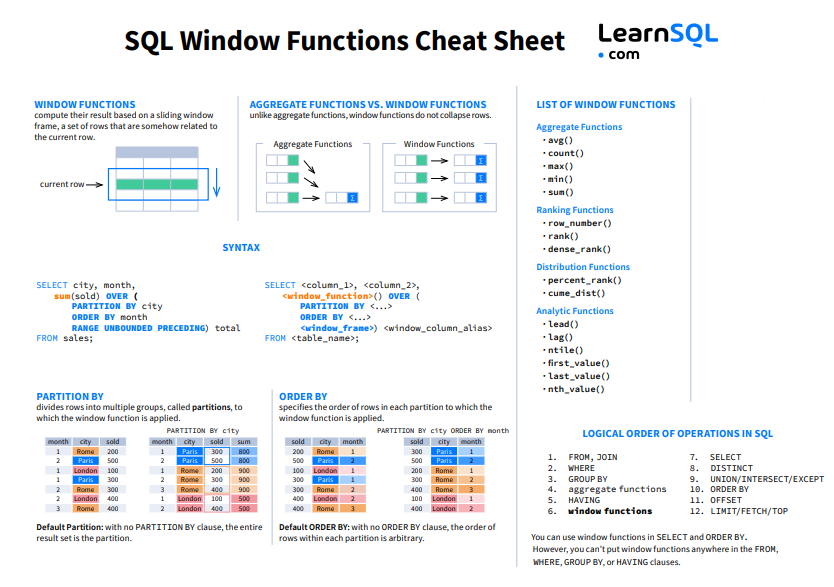 SQL Window Functions Cheat Sheet
LearnSQL
• com
WINDOW FUNCTIONS
compute their result based on a sliding window
frame, a set of rows that are somehow related to
the current row.
current row
AGGREGATE FUNCTIONS VS. WINDOW FUNCTIONS
unlike aggregate functions, window functions do not collapse rows.
Aggregate Functions
Σ
Window Functions
Σ
Σ
Σ
SYNTAX
SELECT city, month,
sum(sold) OVER (
PARTITION BY city
ORDER BY month
RANGE UNBOUNDED PRECEDING) total
FROM sales;
SELECT <column_1>, <column_2>,
<window_function>() OVER (
PARTITION BY <...>
ORDER BY <...>
<window_frame>) <window_column_alias>
FROM <table_name>;
PARTITION BY
divides rows into multiple groups, called partitions, to
which the window function is applied.
month city sold
1 Rome 200
2 Paris 500
1 London 100
1 Paris 300
2 Rome 300
2 London 400
3 Rome 400
PARTITION BY city
month city sold sum
1 Paris 300 800
2 Paris 500 800
1 Rome 200 900
2 Rome 300 900
3 Rome 400 900
1 London 100 500
2 London 400 500
Default Partition: with no PARTITION BY clause, the entire
result set is the partition.
ORDER BY
specifies the order of rows in each partition to which the
window function is applied.
sold city month
200 Rome 1
500 Paris 2
100 London 1
300 Paris 1
300 Rome 2
400 London 2
400 Rome 3
PARTITION BY city ORDER BY month
sold city month
300 Paris 1
500 Paris 2
200 Rome 1
300 Rome 2
400 Rome 3
100 London 1
400 London 2
Default ORDER BY: with no ORDER BY clause, the order of
rows within each partition is arbitrary.
LIST OF WINDOW FUNCTIONS
Aggregate Functions
• avg()
• count()
• max()
• min()
• sum()
Ranking Functions
• row_number()
• rank()
• dense_rank()
Distribution Functions
• percent_rank()
• cume_dist()
Analytic Functions
• lead()
• lag()
• ntile()
• first_value()
• last_value()
• nth_value()
LOGICAL ORDER OF OPERATIONS IN SQL
1. FROM, JOIN
2. WHERE
3. GROUP BY
4. aggregate functions
5. HAVING
6. window functions
7. SELECT
8. DISTINCT
9. UNION/INTERSECT/EXCEPT
10. ORDER BY
11. OFFSET
12. LIMIT/FETCH/TOP
You can use window functions in SELECT and ORDER BY.
However, you can't put window functions anywhere in the FROM,
WHERE, GROUP BY, or HAVING clauses.